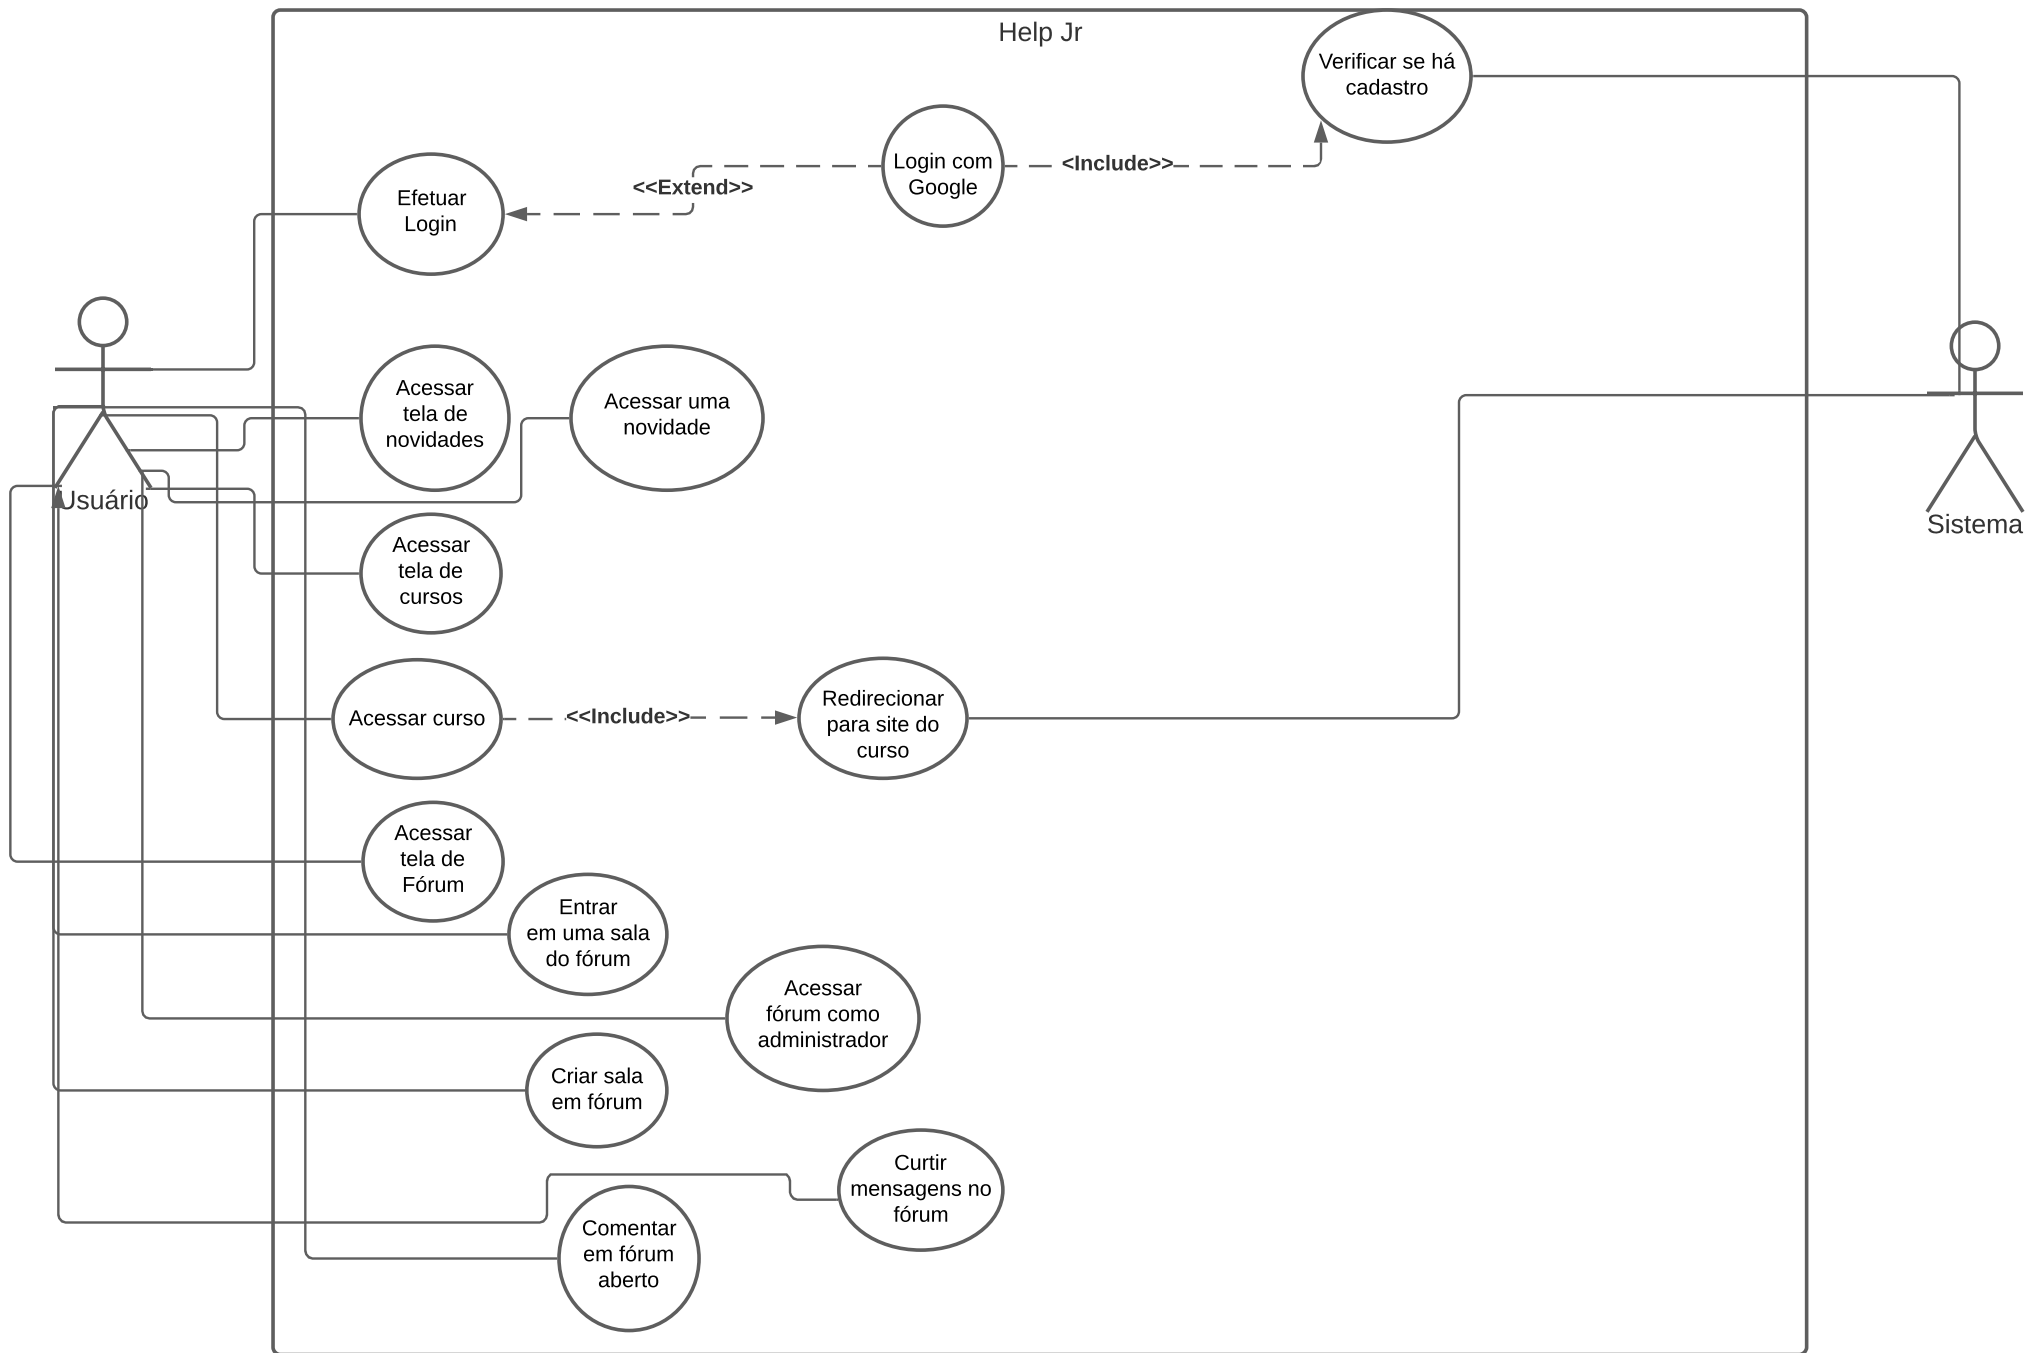 Help Jr
Verificar se há
cadastro
Login com
Google
<Include>>
<<Extend>>
Efetuar
Login
Acessar
tela de
novidades
Acessar uma
novidade
Usuário
Sistema
Acessar
tela de
cursos
Acessar curso
<<Include>>
Redirecionar
para site do
curso
Acessar
tela de
Fórum
Entrar
em uma sala
do fórum
Acessar
fórum como
administrador
Criar sala
em fórum
Curtir
mensagens no
fórum
Comentar
em fórum
aberto